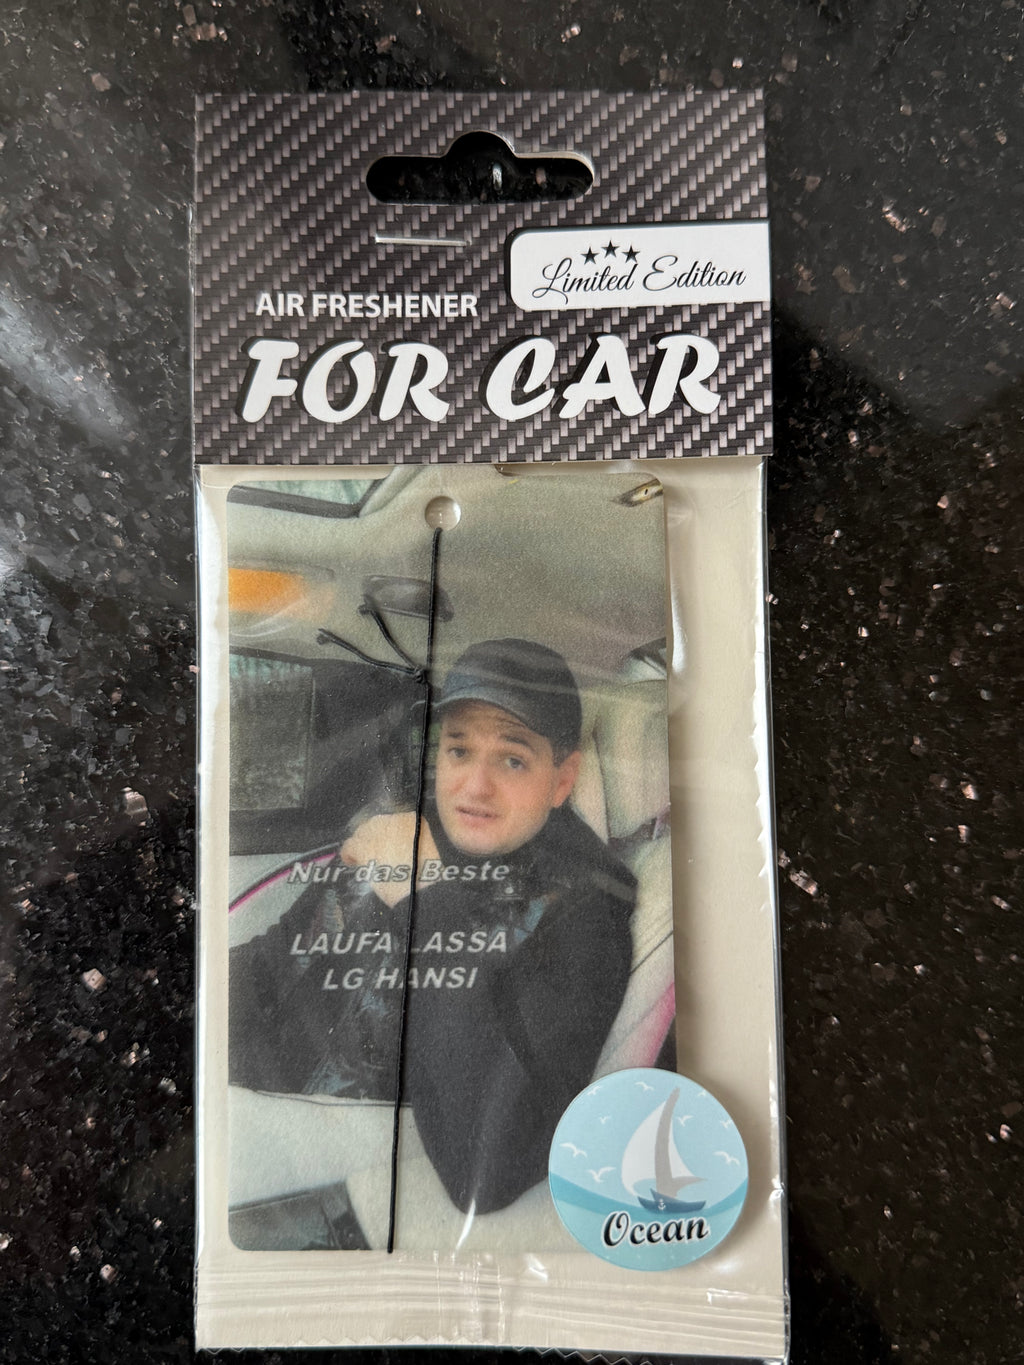 Limited Edition
AIR FRESHENER
FOR CAR
Nur das Beste
LAUFA LASSA
LG HANSI
Ocean